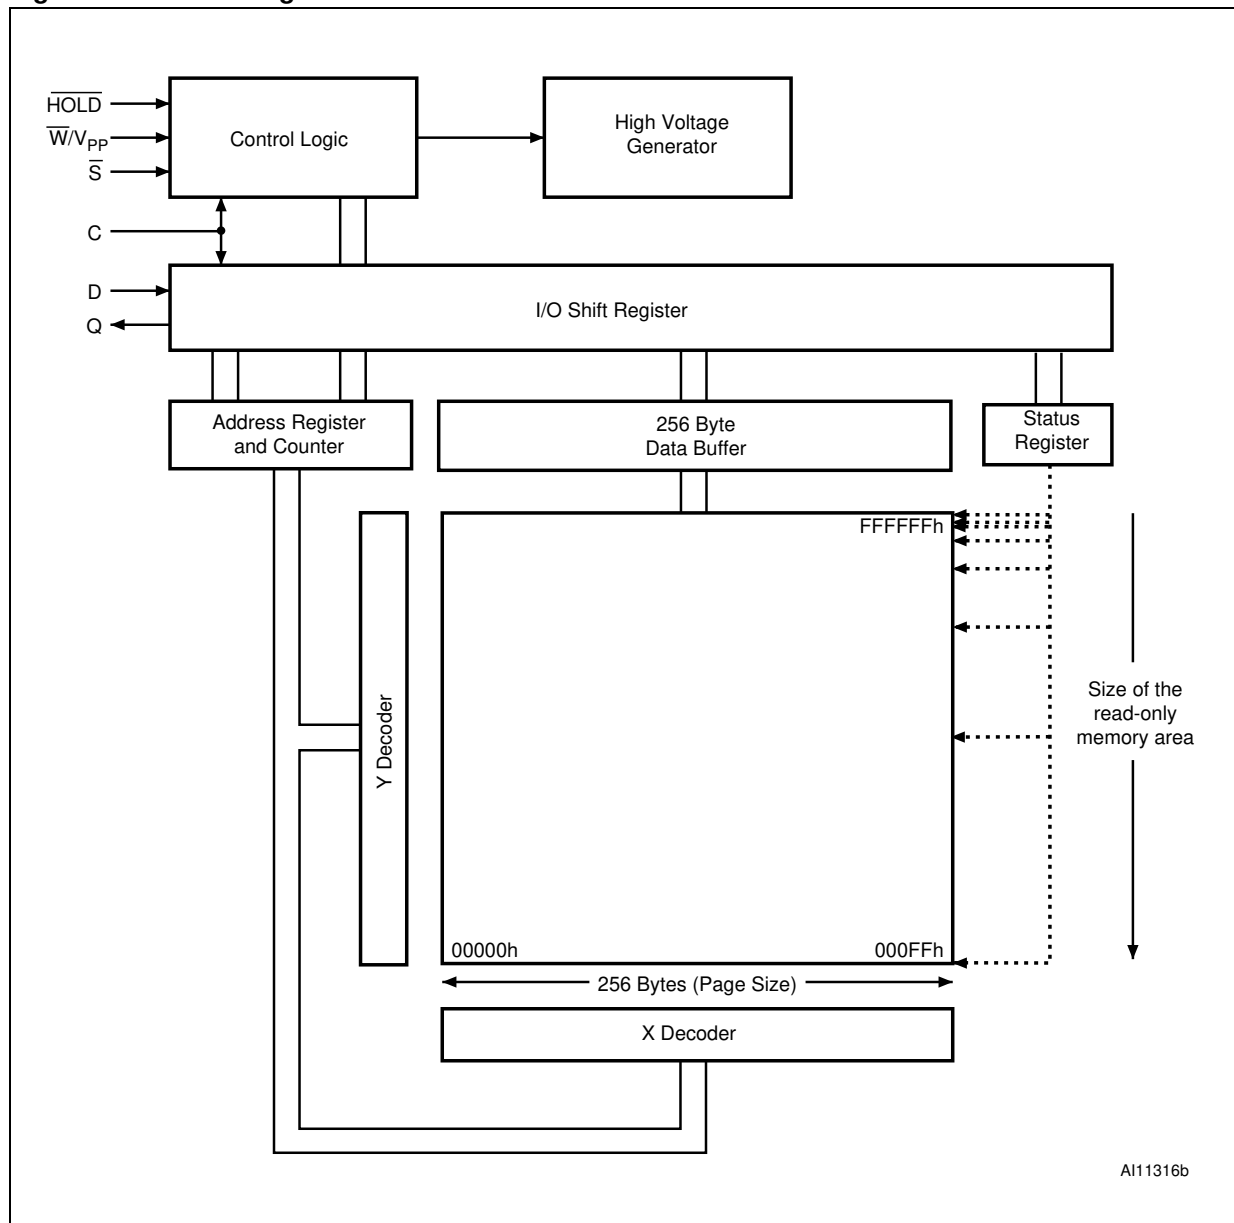 HOLD
W/VPP
S
C
D
Q
Control Logic
High Voltage
Generator
I/O Shift Register
Address Register
and Counter
256 Byte
Data Buffer
Status
Register
FFFFFFh
Y Decoder
Size of the
read-only
memory area
00000h
000FFh
256 Bytes (Page Size)
X Decoder
AI11316b